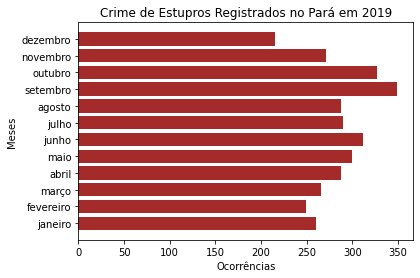 Crime de Estupros Registrados no Pará em 2019
Meses
dezembro
novembro
outubro
setembro
agosto
julho
junho
maio
abril
março
fevereiro
janeiro
0 50 100 150 200 250 300 350
Ocorrências